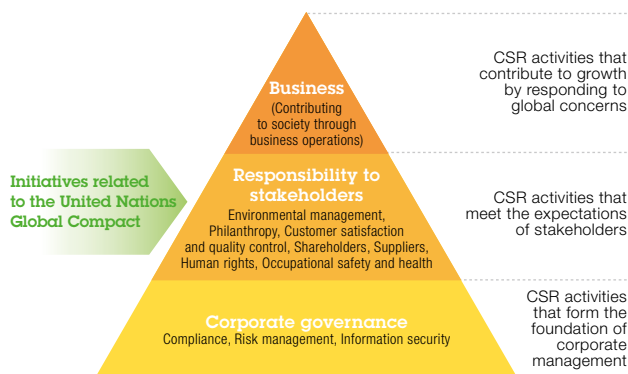 Business
(Contributing
to society through
business operations)
CSR activities that
contribute to growth
by responding to
global concerns
Initiatives related
to the United Nations
Global Compact
Responsibility to
stakeholders
Environmental management,
Philanthropy, Customer satisfaction
and quality control, Shareholders, Suppliers,
Human rights, Occupational safety and health
CSR activities that
meet the expectations
of stakeholders
Corporate governance
Compliance, Risk management, Information security
CSR activities
that form the
foundation of
corporate
management